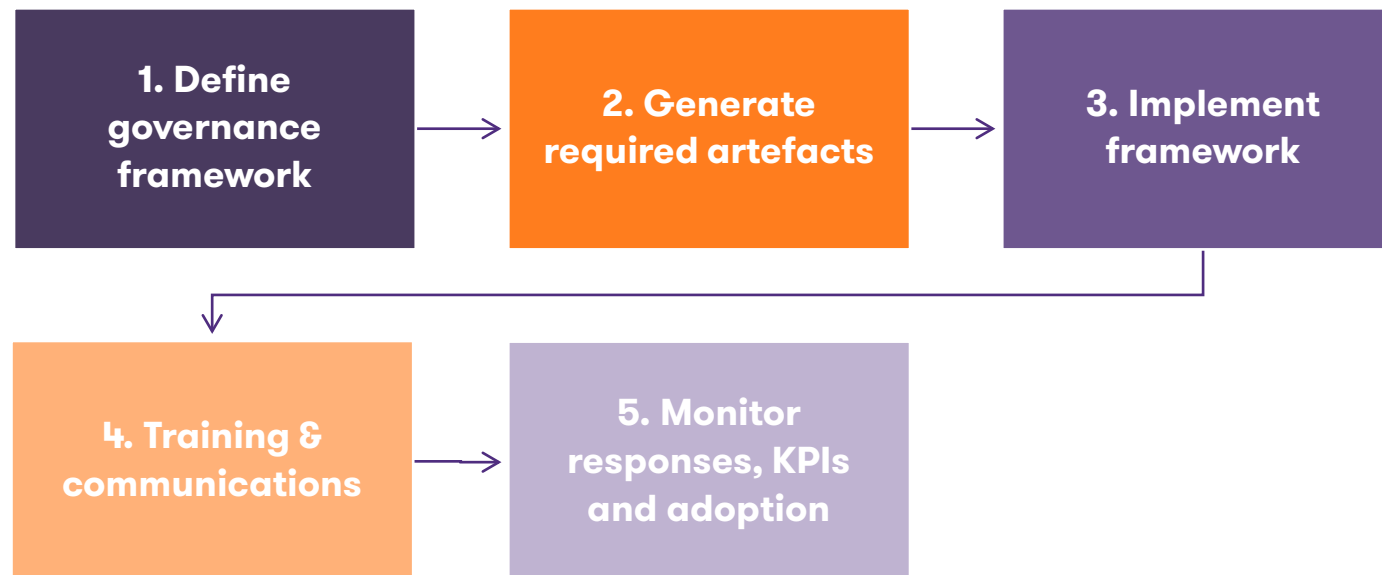 1. Define
governance
framework
2. Generate
required artefacts
3. Implement
framework
4. Training &
communications
5. Monitor
responses, KPIs
and adoption